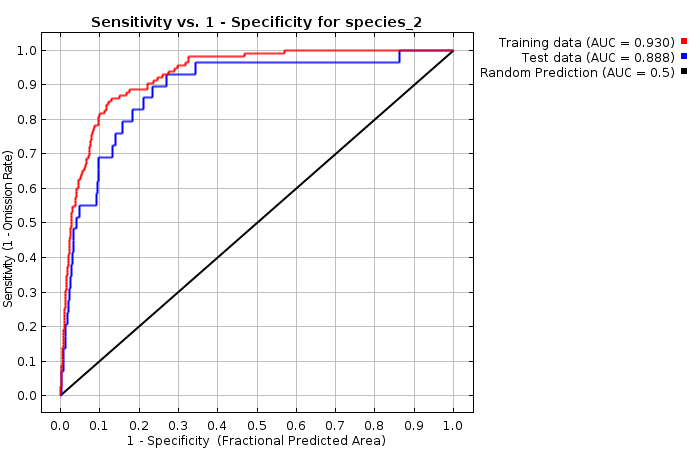 Sensitivity vs. 1 - Specificity for species_2
Training data (AUC = 0.930)
Test data (AUC = 0.888)
Random Prediction (AUC = 0.5)
Sensitivity (1 - Omission Rate)
1.0
0.9
0.8
0.7
0.6
0.5
0.4
0.3
0.2
0.1
0.0
0.0 0.1 0.2 0.3 0.4 0.5 0.6 0.7 0.8 0.9 1.0
1 - Specificity (Fractional Predicted Area)